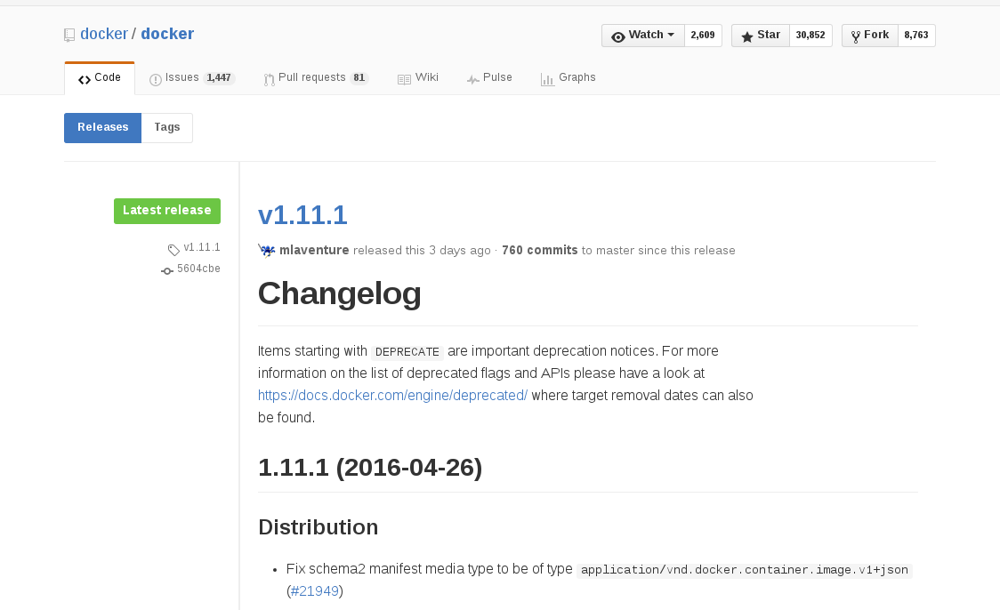 docker / docker
Watch 2,609 Star 30,852 Fork 8,763
Code Issues 1,447 Pull requests 81 Wiki Pulse Graphs
Releases Tags
Latest release
v1.11.1
5604cbe
v1.11.1
mlaventure released this 3 days ago · 760 commits to master since this release
Changelog
Items starting with DEPRECATE are important deprecation notices. For more
information on the list of deprecated flags and APIs please have a look at
https://docs.docker.com/engine/deprecated/ where target removal dates can also
be found.
1.11.1 (2016-04-26)
Distribution
• Fix schema2 manifest media type to be of type application/vnd.docker.container.image.v1+json
(#21949)